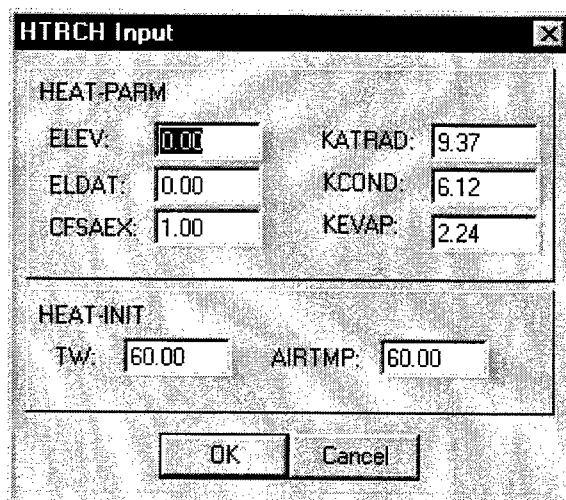 HTRCH Input
HEAT-PARM
ELEV: 0.00 KATRAD: 9.37
ELDAT: 0.00 KCOND: 6.12
CFSAEX: 1.00 KEVAP: 2.24
HEAT-INIT
TW: 60.00 AIRTMP: 60.00
OK Cancel